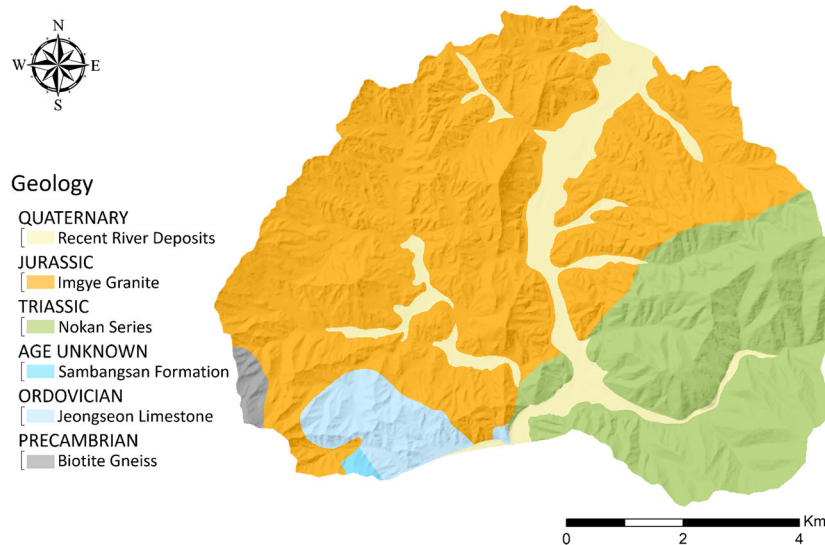 N
W E
S
Geology
QUATERNARY
Recent River Deposits
JURASSIC
Imgye Granite
TRIASSIC
Nokan Series
AGE UNKNOWN
Sambangsan Formation
ORDOVICIAN
Jeongseon Limestone
PRECAMBRIAN
Biotite Gneiss
Km
0 2 4